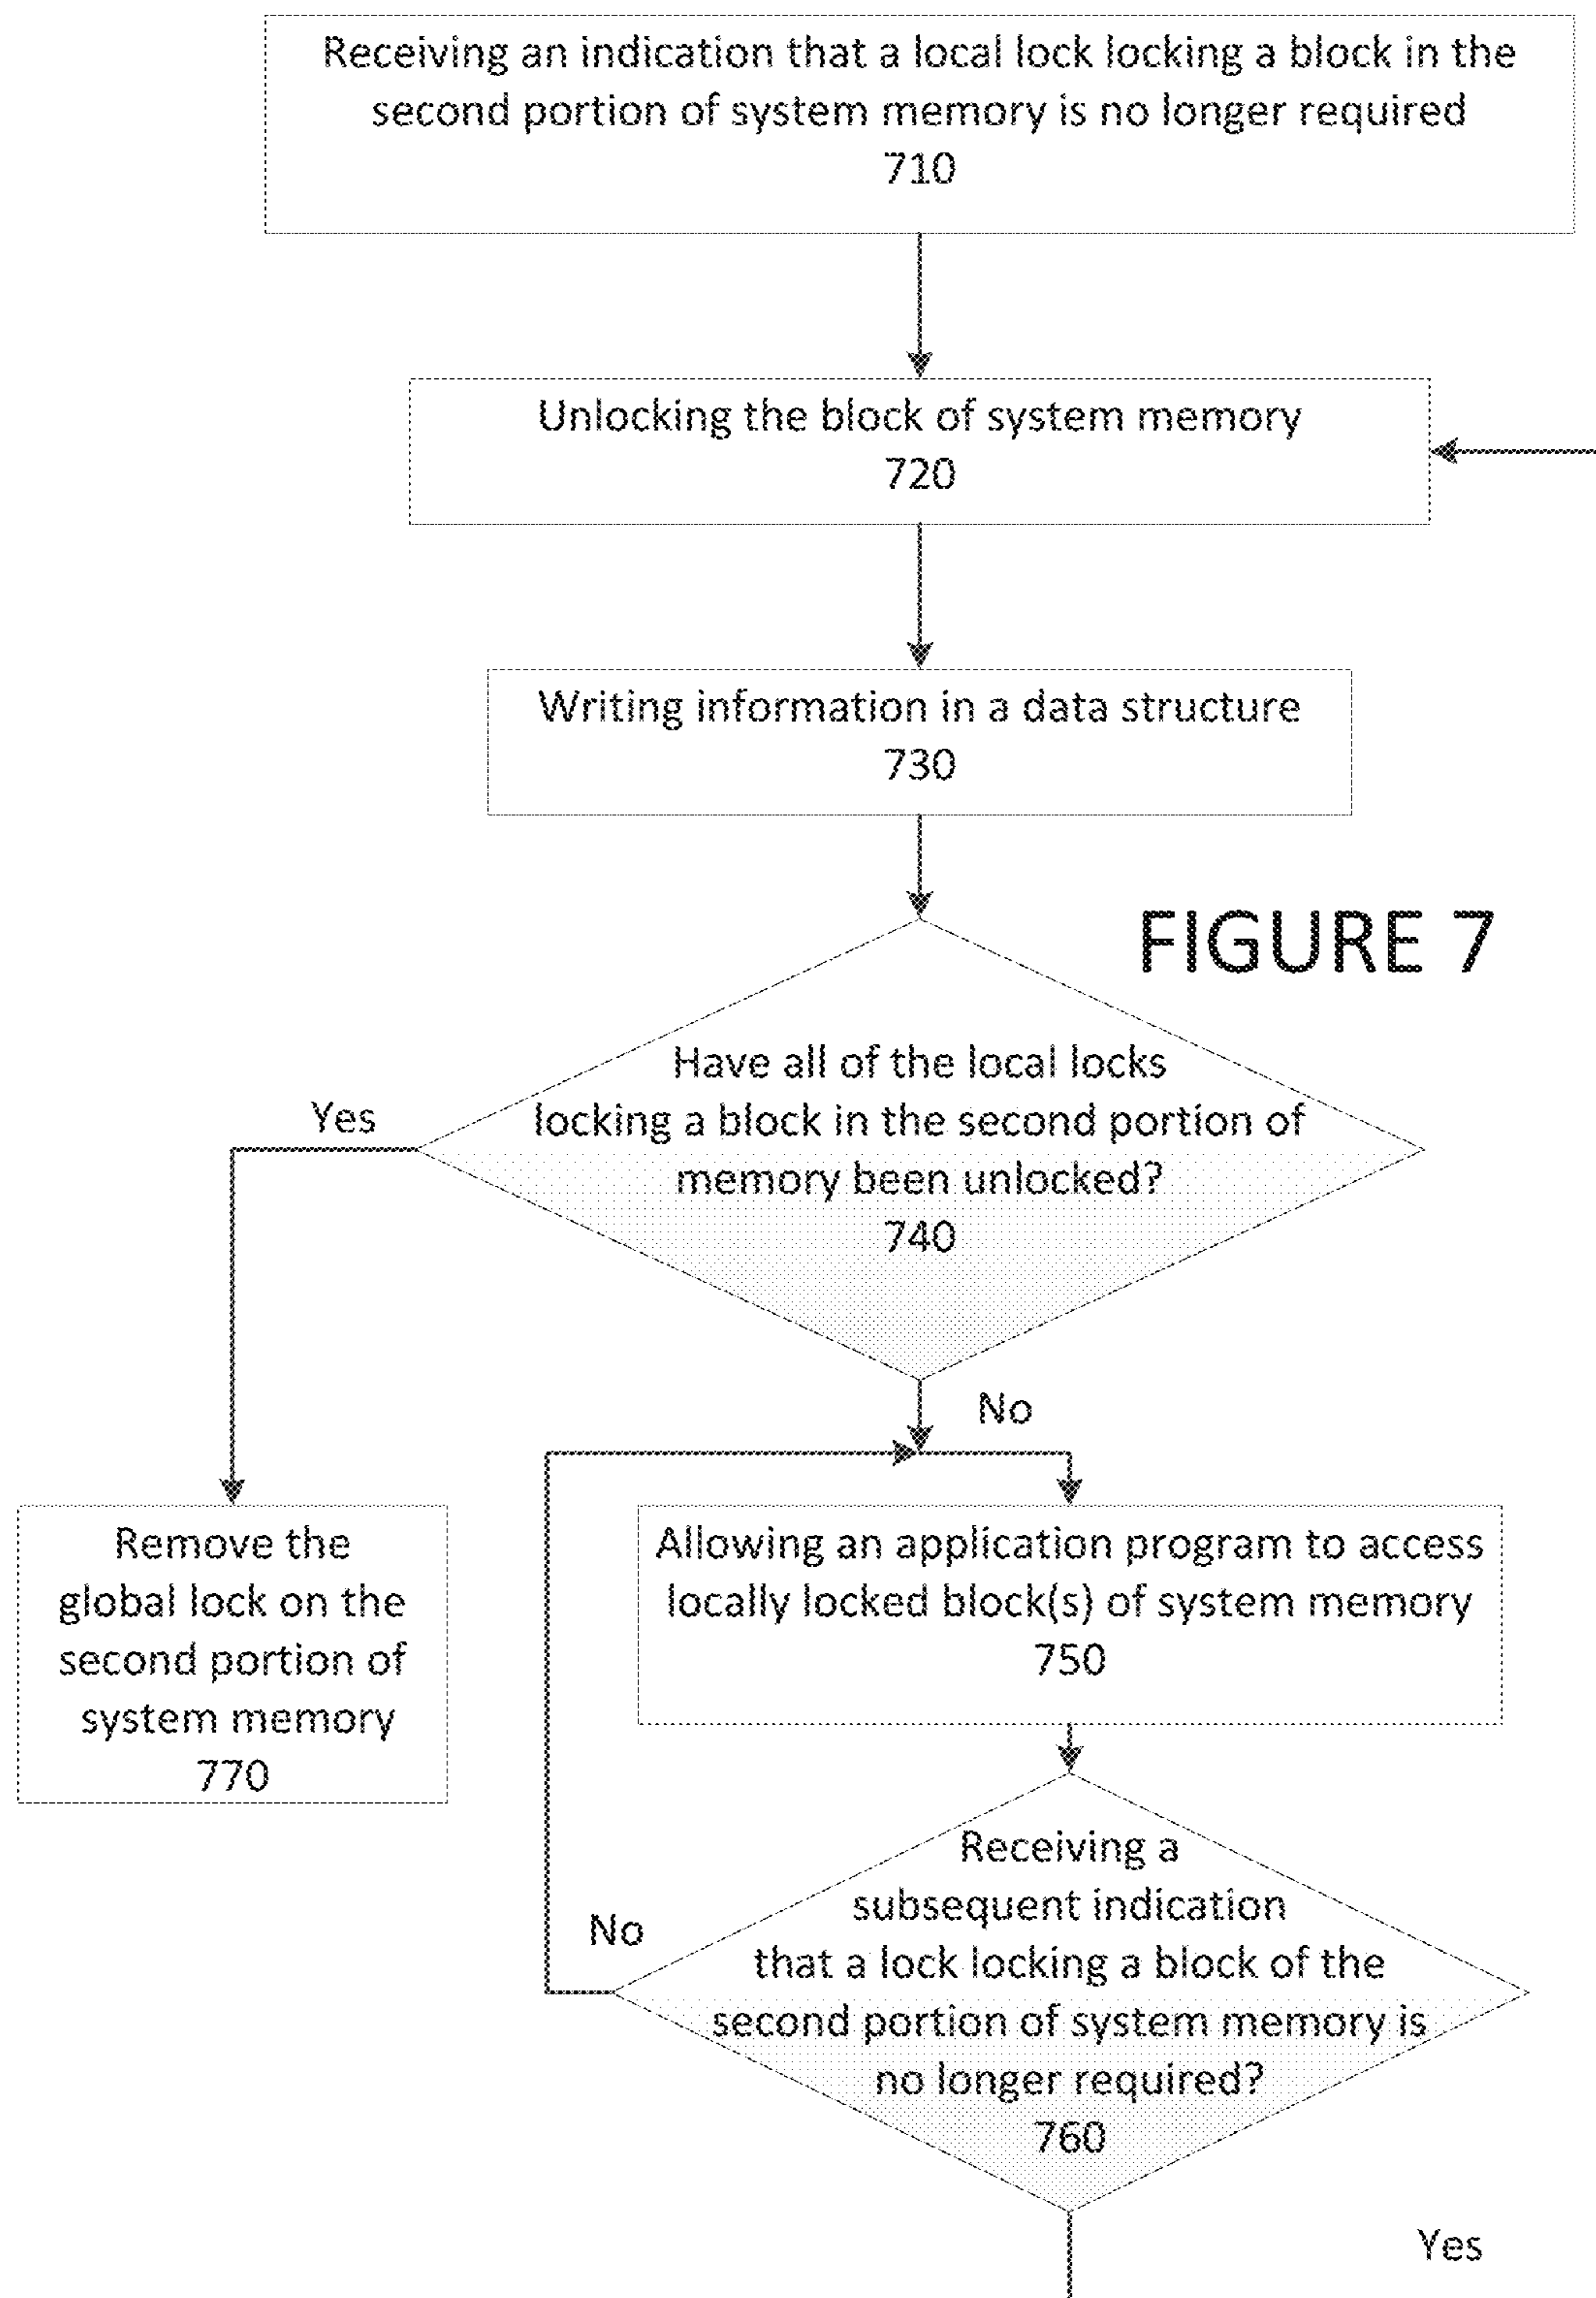 Receiving an indication that a local lock locking a block in the
second portion of system memory is no longer required
710
Unlocking the block of system memory
720
Writing information in a data structure
730
FIGURE 7
Have all of the local locks
locking a block in the second portion of
memory been unlocked?
740
Yes
No
Remove the
global lock on the
second portion of
system memory
770
Allowing an application program to access
locally locked block(s) of system memory
750
Receiving a
subsequent indication
that a lock locking a block of the
second portion of system memory is
no longer required?
760
No
Yes